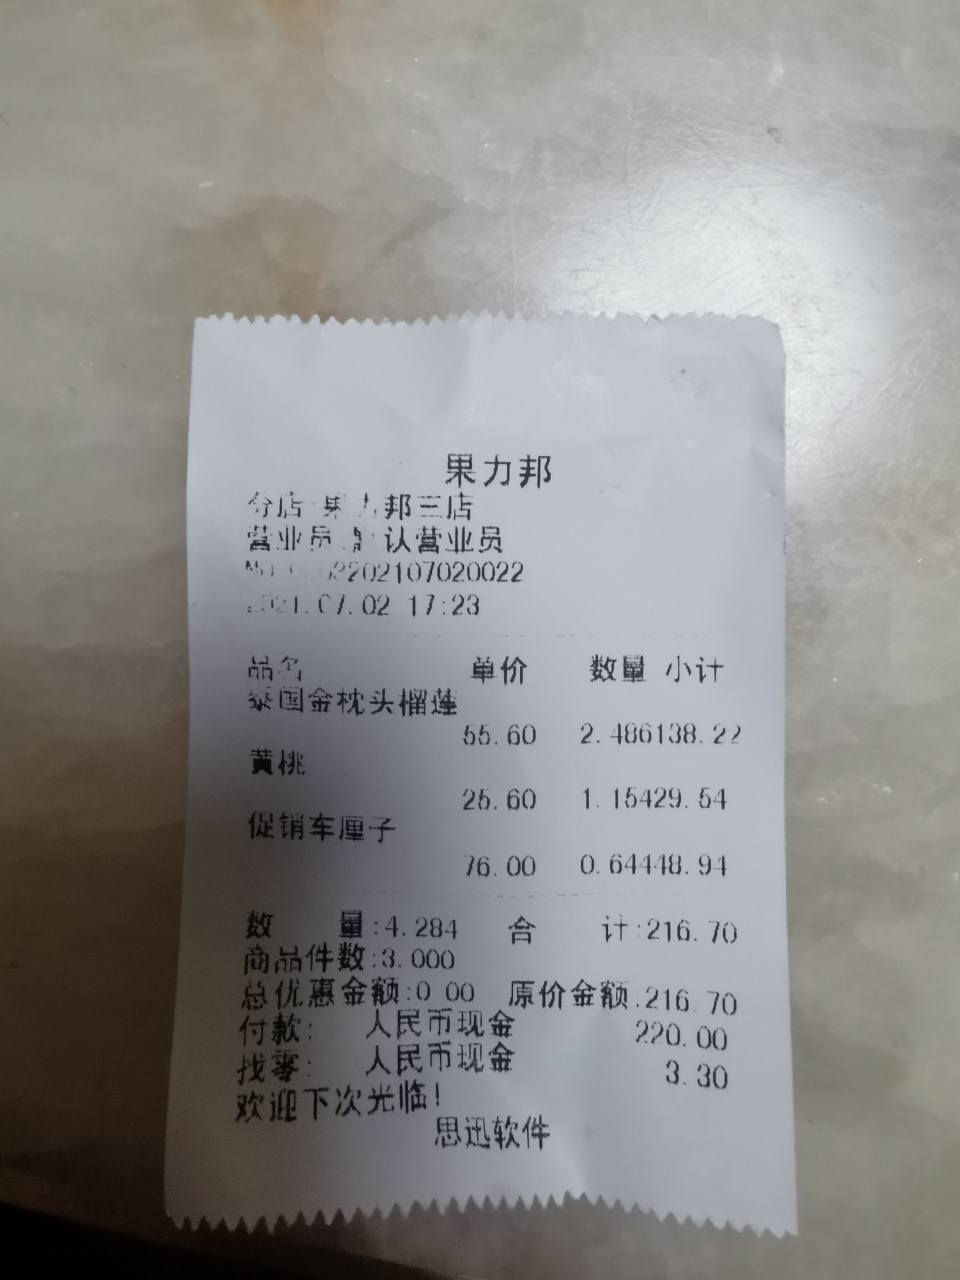 果力邦
分店:果力邦三店
营业员:默认营业员
202107020022
2021.07.02 17:23
品名 单价 数量 小计
泰国金枕头榴莲
55.60 2.486138.22
黄桃
25.60 1.15429.54
促销车厘子
76.00 0.64448.94
数 量:4.284 合 计:216.70
商品件数:3.000
总优惠金额:0.00 原价金额:216.70
付款: 人民币现金 220.00
找零: 人民币现金 3.30
欢迎下次光临!
思迅软件